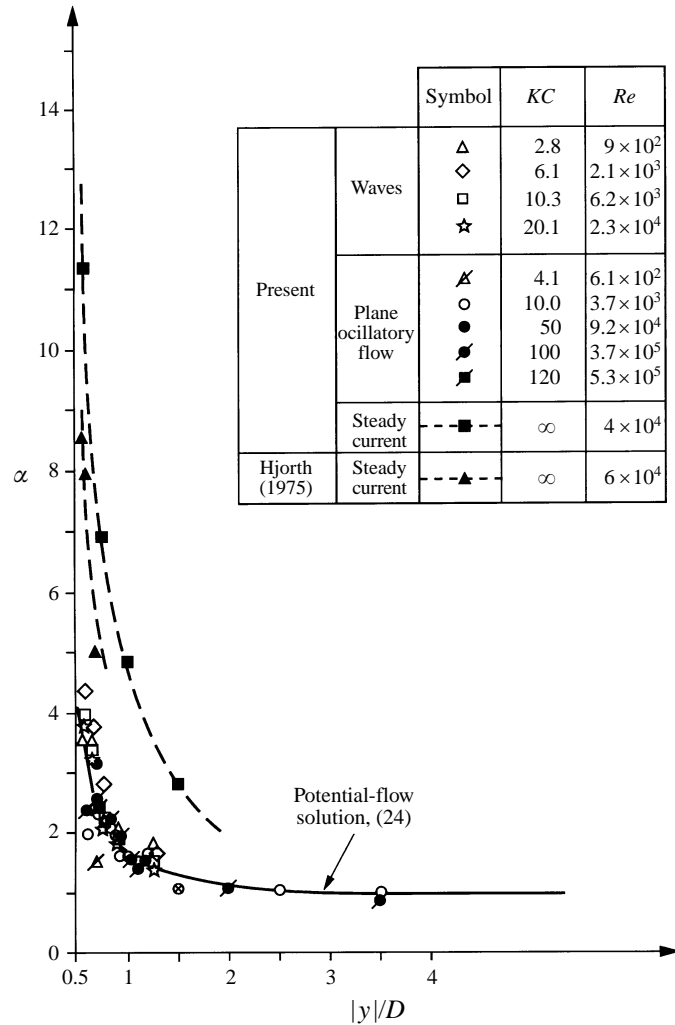 14
12
10
8
6
4
2
0
α
0.5 1 2 3 4
|y|/D
Symbol KC Re
Present
Waves
2.8 9 × 10²
6.1 2.1 × 10³
10.3 6.2 × 10³
20.1 2.3 × 10⁴
Plane
ocillatory
flow
4.1 6.1 × 10²
10.0 3.7 × 10³
50 9.2 × 10⁴
100 3.7 × 10⁵
120 5.3 × 10⁵
Steady
current
∞ 4 × 10⁴
Hjorth
(1975)
Steady
current
∞ 6 × 10⁴
Potential-flow
solution, (24)